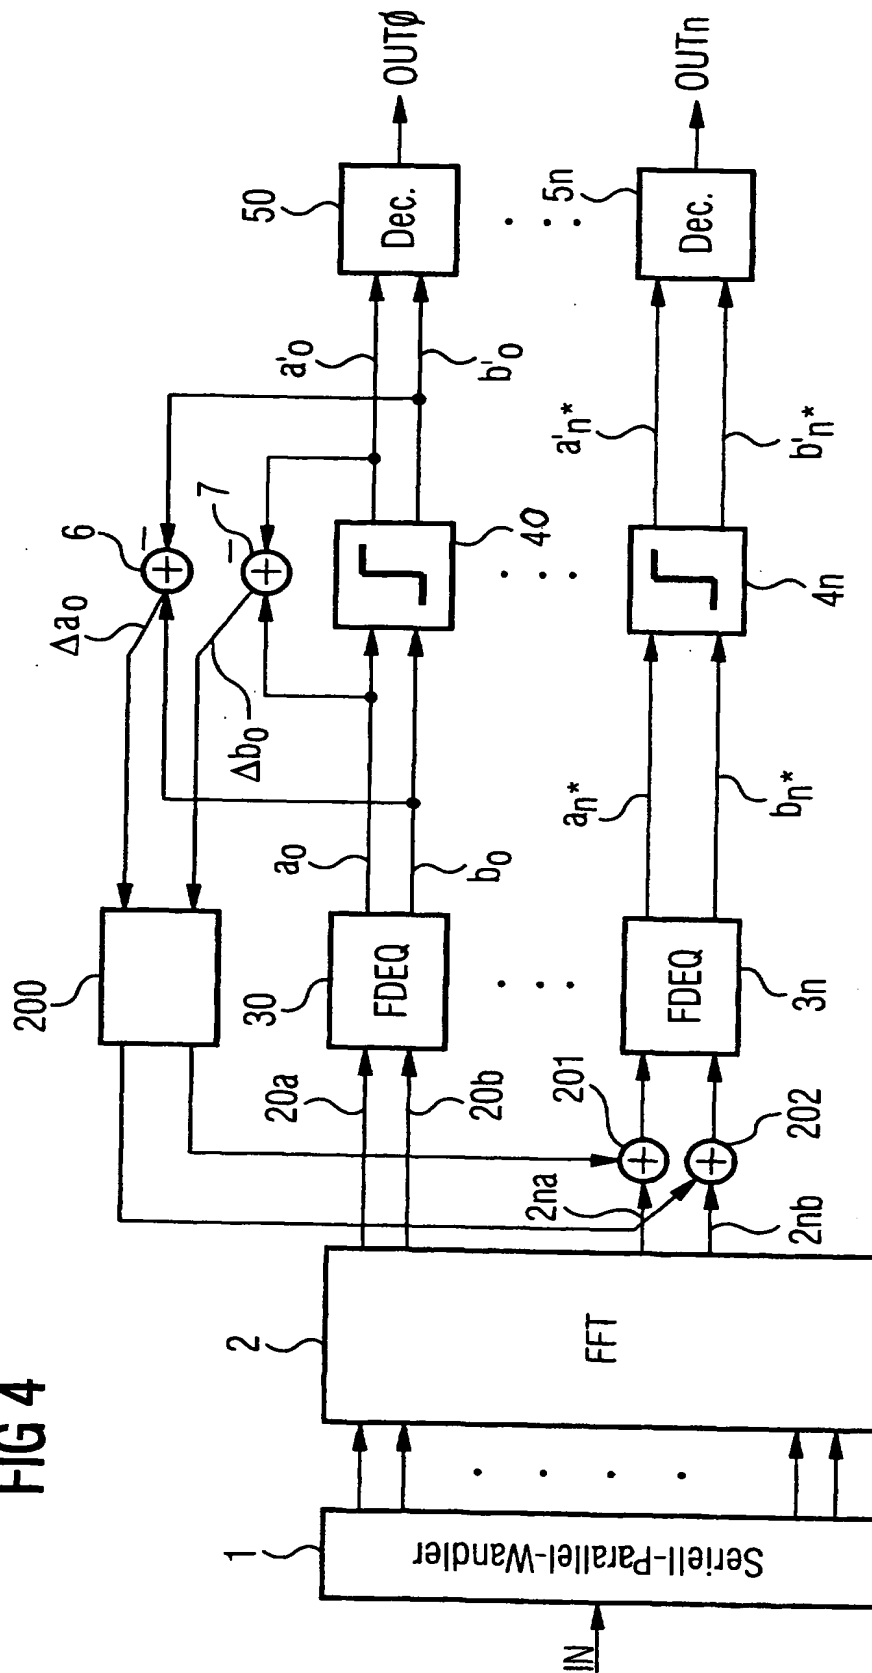 FIG 4
IN
1
Seriell-Parallel-Wandler
2
FFT
200
20a
20b
2na
2nb
201
202
30
FDEQ
3n
FDEQ
a0
b0
an*
bn*
Δa0
Δb0
6
+
−
7
+
−
40
4n
a'0
b'0
a'n*
b'n*
50
Dec.
5n
Dec.
OUTØ
OUTn
+
+